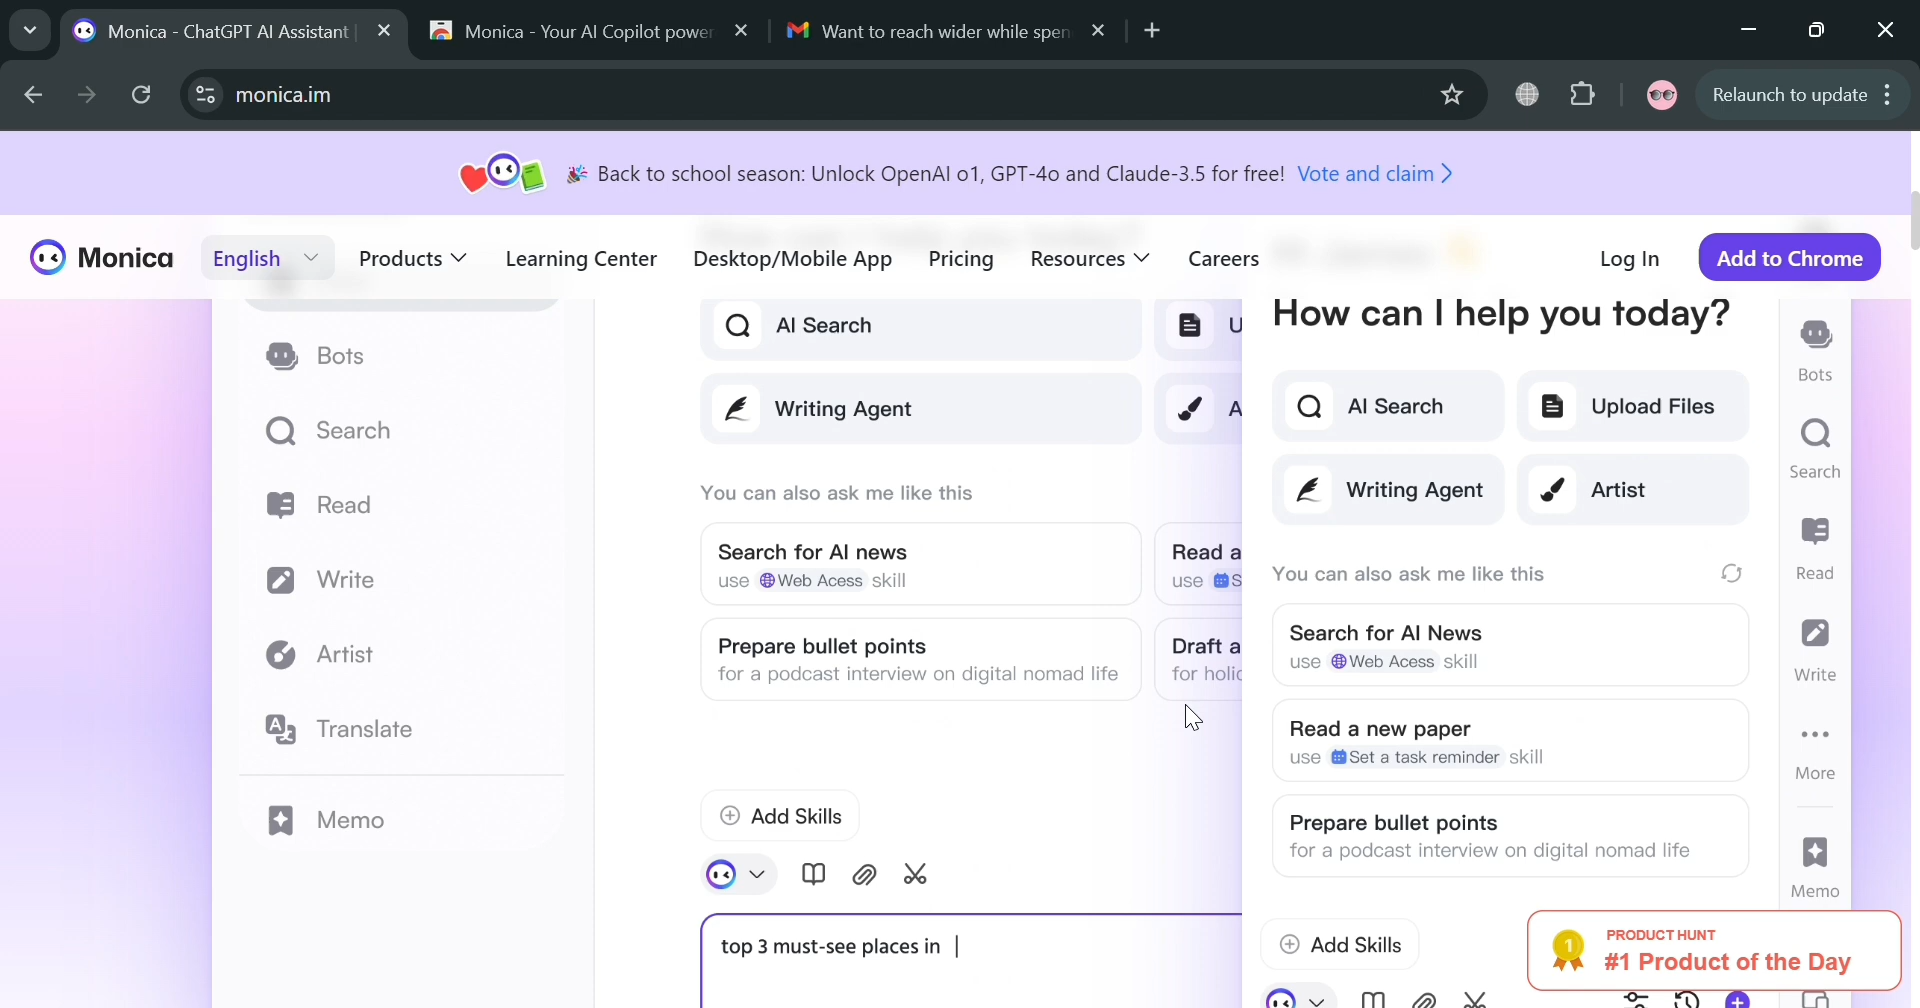 Monica - ChatGPT AI Assistant
Monica - Your AI Copilot power
Want to reach wider while spen
monica.im
Relaunch to update
Back to school season: Unlock OpenAI o1, GPT-4o and Claude-3.5 for free! Vote and claim
Monica
English
Products
Learning Center
Desktop/Mobile App
Pricing
Resources
Careers
Log In
Add to Chrome
Bots
Search
Read
Write
Artist
Translate
Memo
AI Search
U
Writing Agent
A
You can also ask me like this
Search for AI news
use Web Acess skill
Read a
use S
Prepare bullet points
for a podcast interview on digital nomad life
Draft a
for holic
Add Skills
top 3 must-see places in
How can I help you today?
AI Search
Upload Files
Writing Agent
Artist
You can also ask me like this
Search for AI News
use Web Acess skill
Read a new paper
use Set a task reminder skill
Prepare bullet points
for a podcast interview on digital nomad life
Add Skills
Bots
Search
Read
Write
More
Memo
PRODUCT HUNT
1
#1 Product of the Day